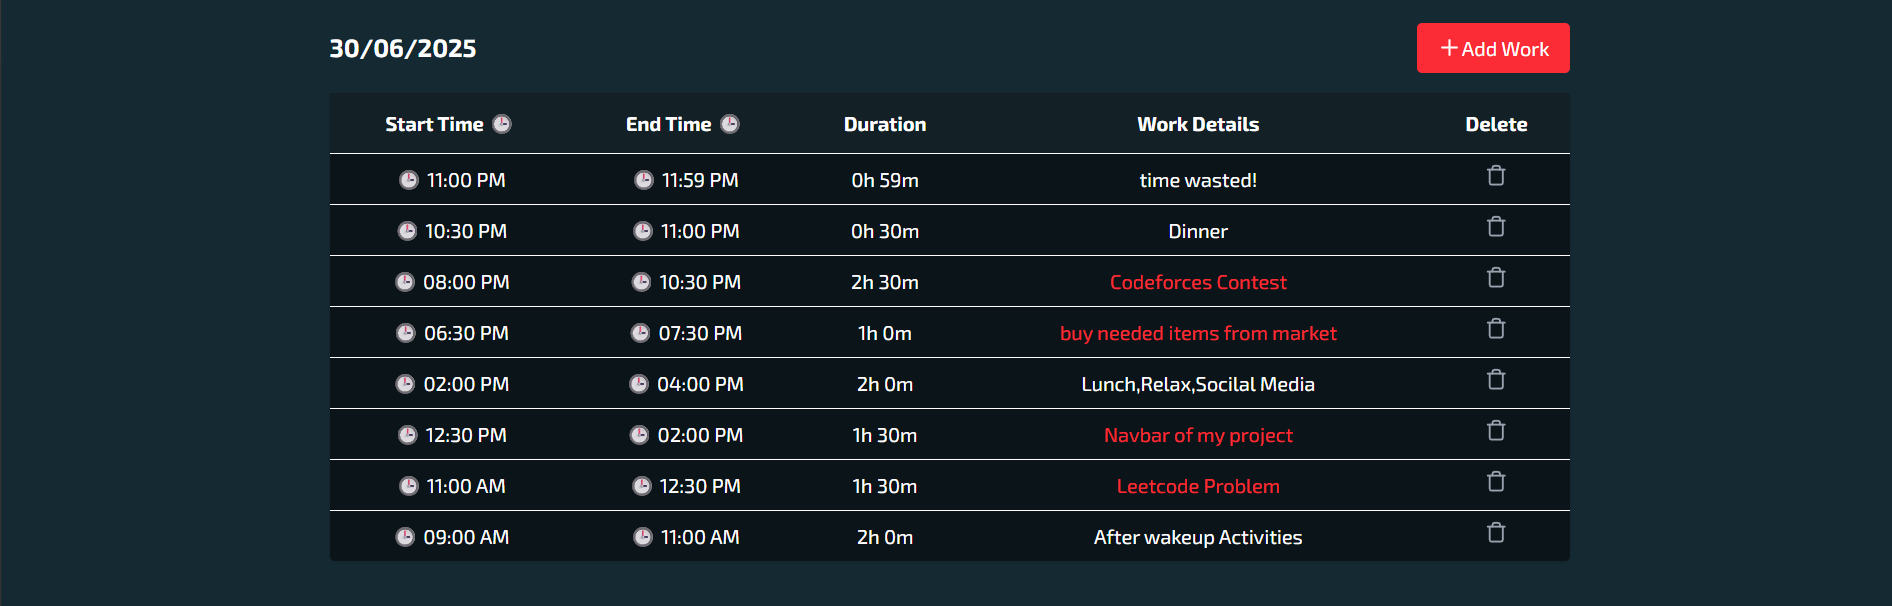 30/06/2025
Add Work
Start Time End Time Duration Work Details Delete
11:00 PM 11:59 PM 0h 59m time wasted!
10:30 PM 11:00 PM 0h 30m Dinner
08:00 PM 10:30 PM 2h 30m Codeforces Contest
06:30 PM 07:30 PM 1h 0m buy needed items from market
02:00 PM 04:00 PM 2h 0m Lunch,Relax,Socilal Media
12:30 PM 02:00 PM 1h 30m Navbar of my project
11:00 AM 12:30 PM 1h 30m Leetcode Problem
09:00 AM 11:00 AM 2h 0m After wakeup Activities